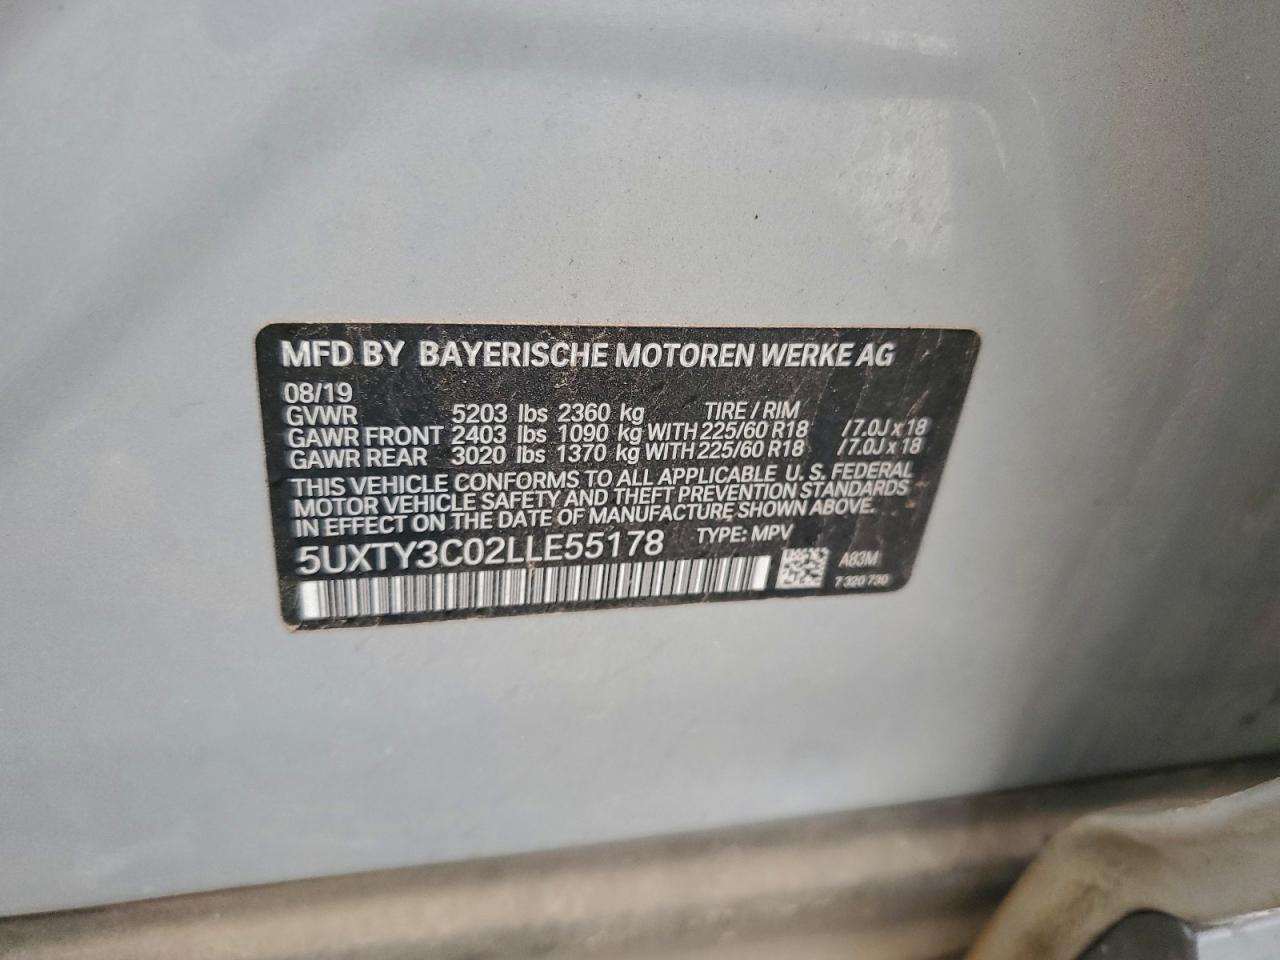 MFD BY BAYERISCHE MOTOREN WERKE AG
08/19
GVWR 5203 lbs 2360 kg TIRE / RIM
GAWR FRONT 2403 lbs 1090 kg WITH 225/60 R18 / 7.0J x 18
GAWR REAR 3020 lbs 1370 kg WITH 225/60 R18 / 7.0J x 18
THIS VEHICLE CONFORMS TO ALL APPLICABLE U. S. FEDERAL
MOTOR VEHICLE SAFETY AND THEFT PREVENTION STANDARDS
IN EFFECT ON THE DATE OF MANUFACTURE SHOWN ABOVE.
5UXTY3C02LLE55178 TYPE: MPV
A83M
7 320 730